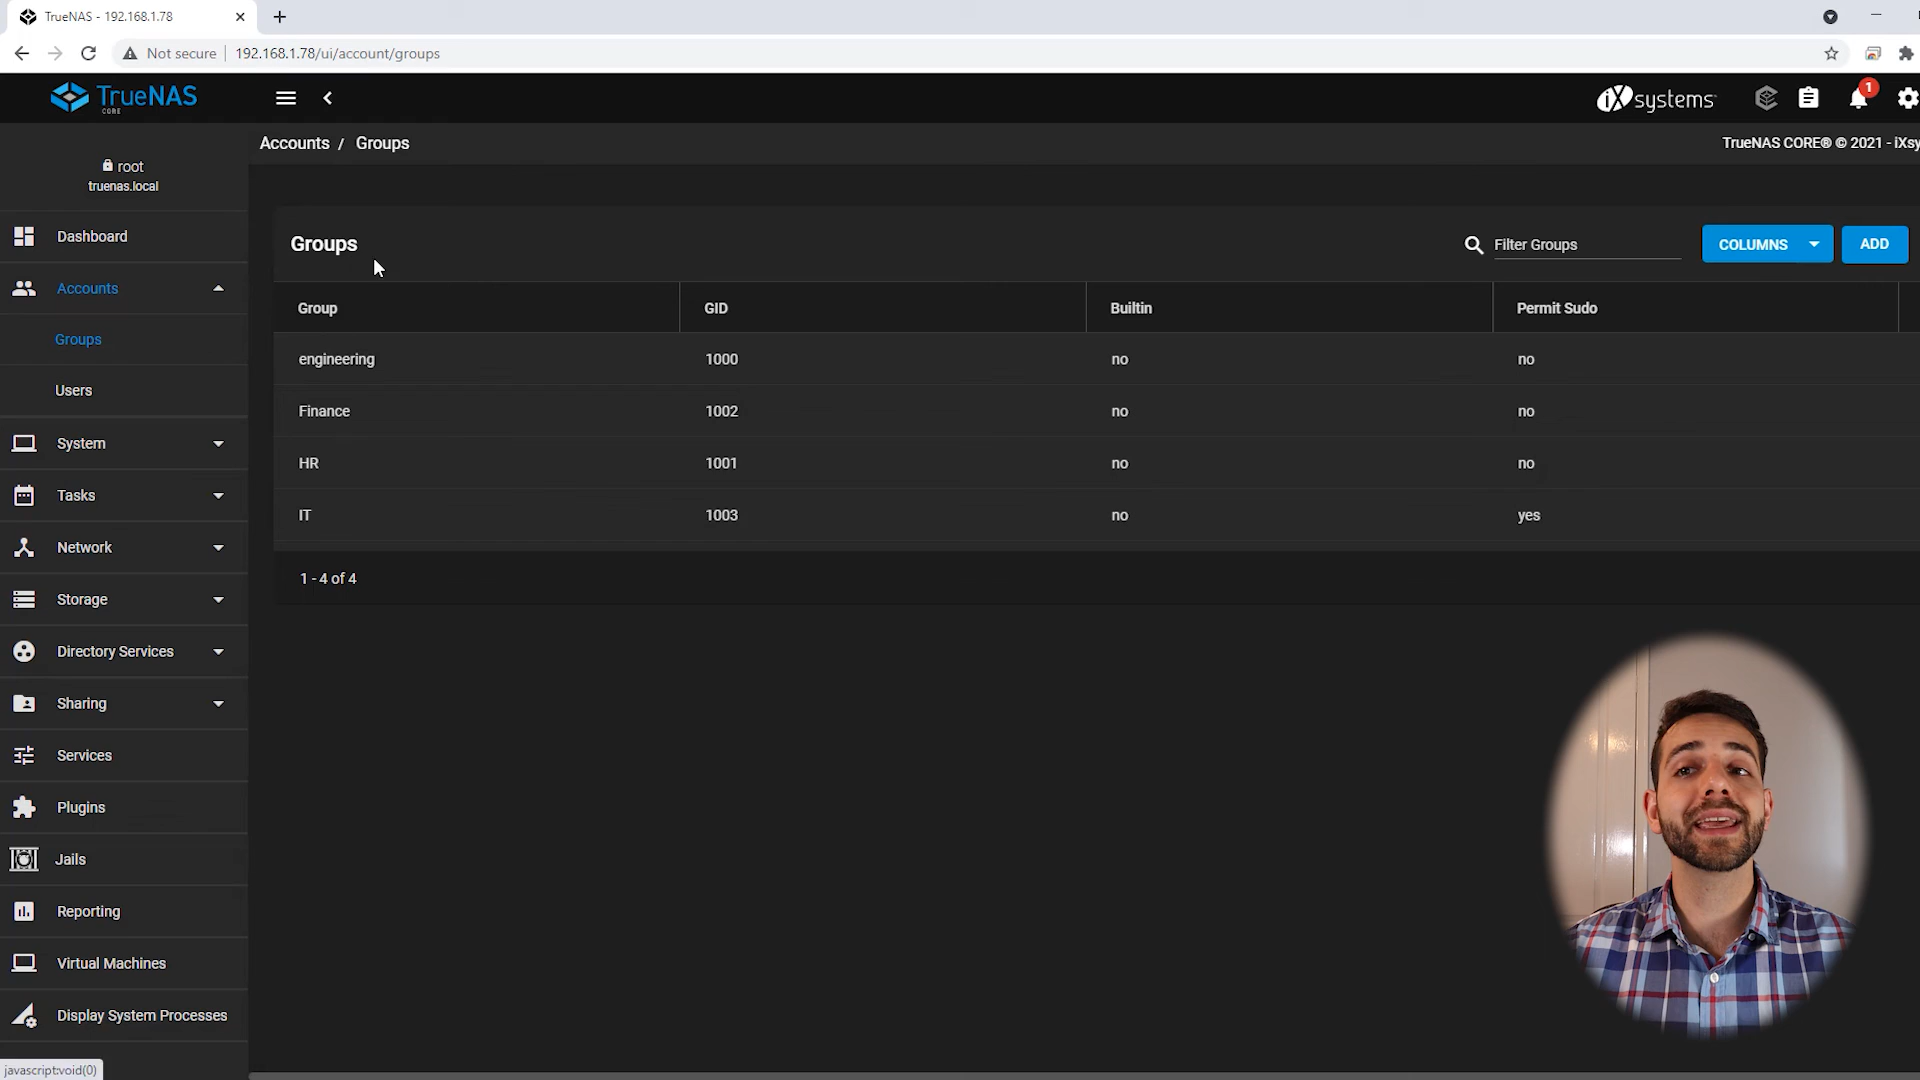 TrueNAS - 192.168.1.78
Not secure
192.168.1.78/ui/account/groups
TrueNAS
CORE
iXsystems
1
Accounts / Groups
TrueNAS CORE® © 2021 - iXsy
root
truenas.local
Dashboard
Accounts
Groups
Users
System
Tasks
Network
Storage
Directory Services
Sharing
Services
Plugins
Jails
Reporting
Virtual Machines
Display System Processes
Groups
Filter Groups
COLUMNS
ADD
Group GID Builtin Permit Sudo
engineering 1000 no no
Finance 1002 no no
HR 1001 no no
IT 1003 no yes
1 - 4 of 4
javascript:void(0)